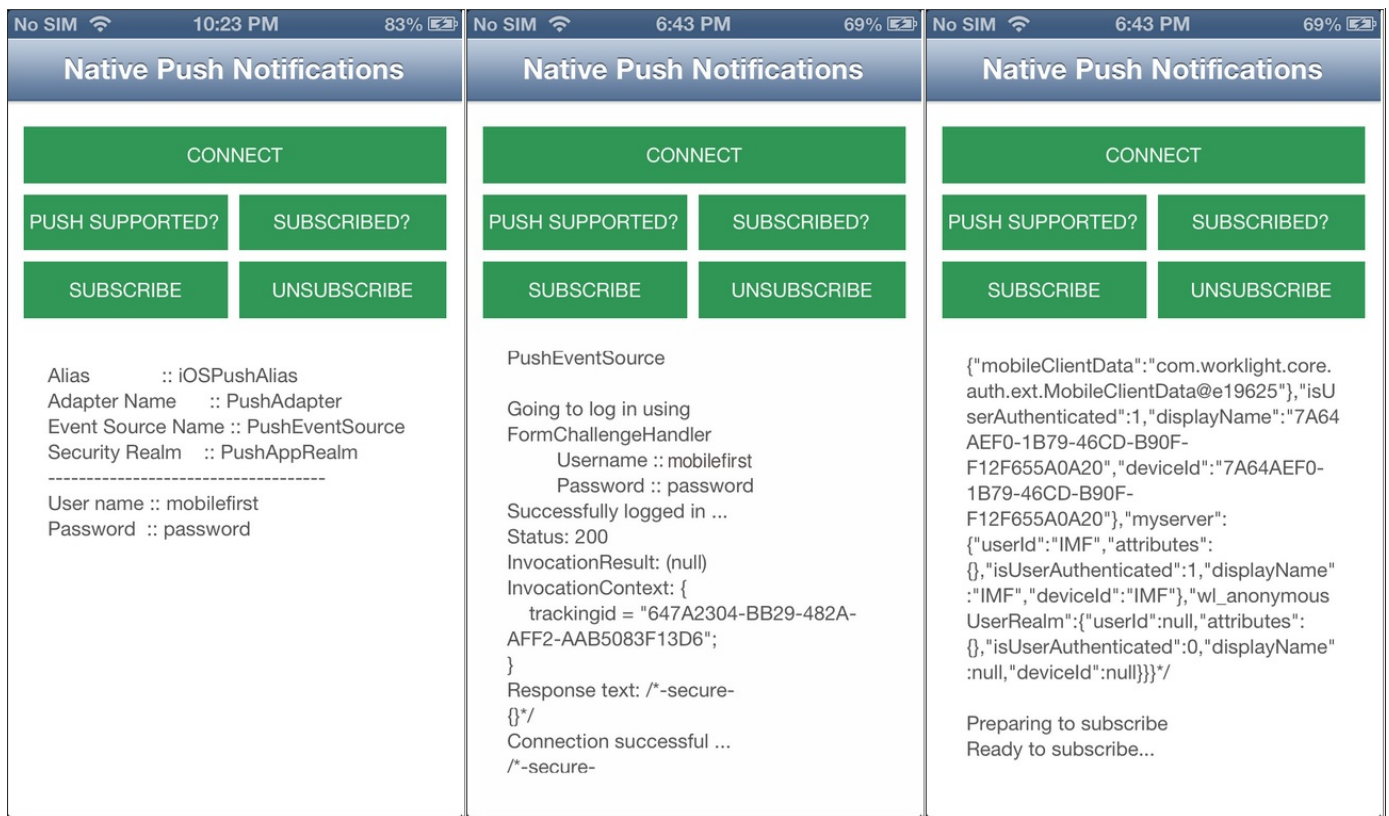 No SIM 10:23 PM 83%
Native Push Notifications
CONNECT
PUSH SUPPORTED? SUBSCRIBED?
SUBSCRIBE UNSUBSCRIBE
Alias :: iOSPushAlias
Adapter Name :: PushAdapter
Event Source Name :: PushEventSource
Security Realm :: PushAppRealm
------------------------------------
User name :: mobilefirst
Password :: password
No SIM 6:43 PM 69%
Native Push Notifications
CONNECT
PUSH SUPPORTED? SUBSCRIBED?
SUBSCRIBE UNSUBSCRIBE
PushEventSource
Going to log in using
FormChallengeHandler
Username :: mobilefirst
Password :: password
Successfully logged in ...
Status: 200
InvocationResult: (null)
InvocationContext: {
trackingid = "647A2304-BB29-482A-
AFF2-AAB5083F13D6";
}
Response text: /*-secure-
{}*/
Connection successful ...
/*-secure-
No SIM 6:43 PM 69%
Native Push Notifications
CONNECT
PUSH SUPPORTED? SUBSCRIBED?
SUBSCRIBE UNSUBSCRIBE
{"mobileClientData":"com.worklight.core.
auth.ext.MobileClientData@e19625"},"isU
serAuthenticated":1,"displayName":"7A64
AEF0-1B79-46CD-B90F-
F12F655A0A20","deviceId":"7A64AEF0-
1B79-46CD-B90F-
F12F655A0A20"},"myserver":
{"userId":"IMF","attributes":
{},"isUserAuthenticated":1,"displayName"
:"IMF","deviceId":"IMF"},"wl_anonymous
UserRealm":{"userId":null,"attributes":
{},"isUserAuthenticated":0,"displayName"
:null,"deviceId":null}}}*/
Preparing to subscribe
Ready to subscribe...